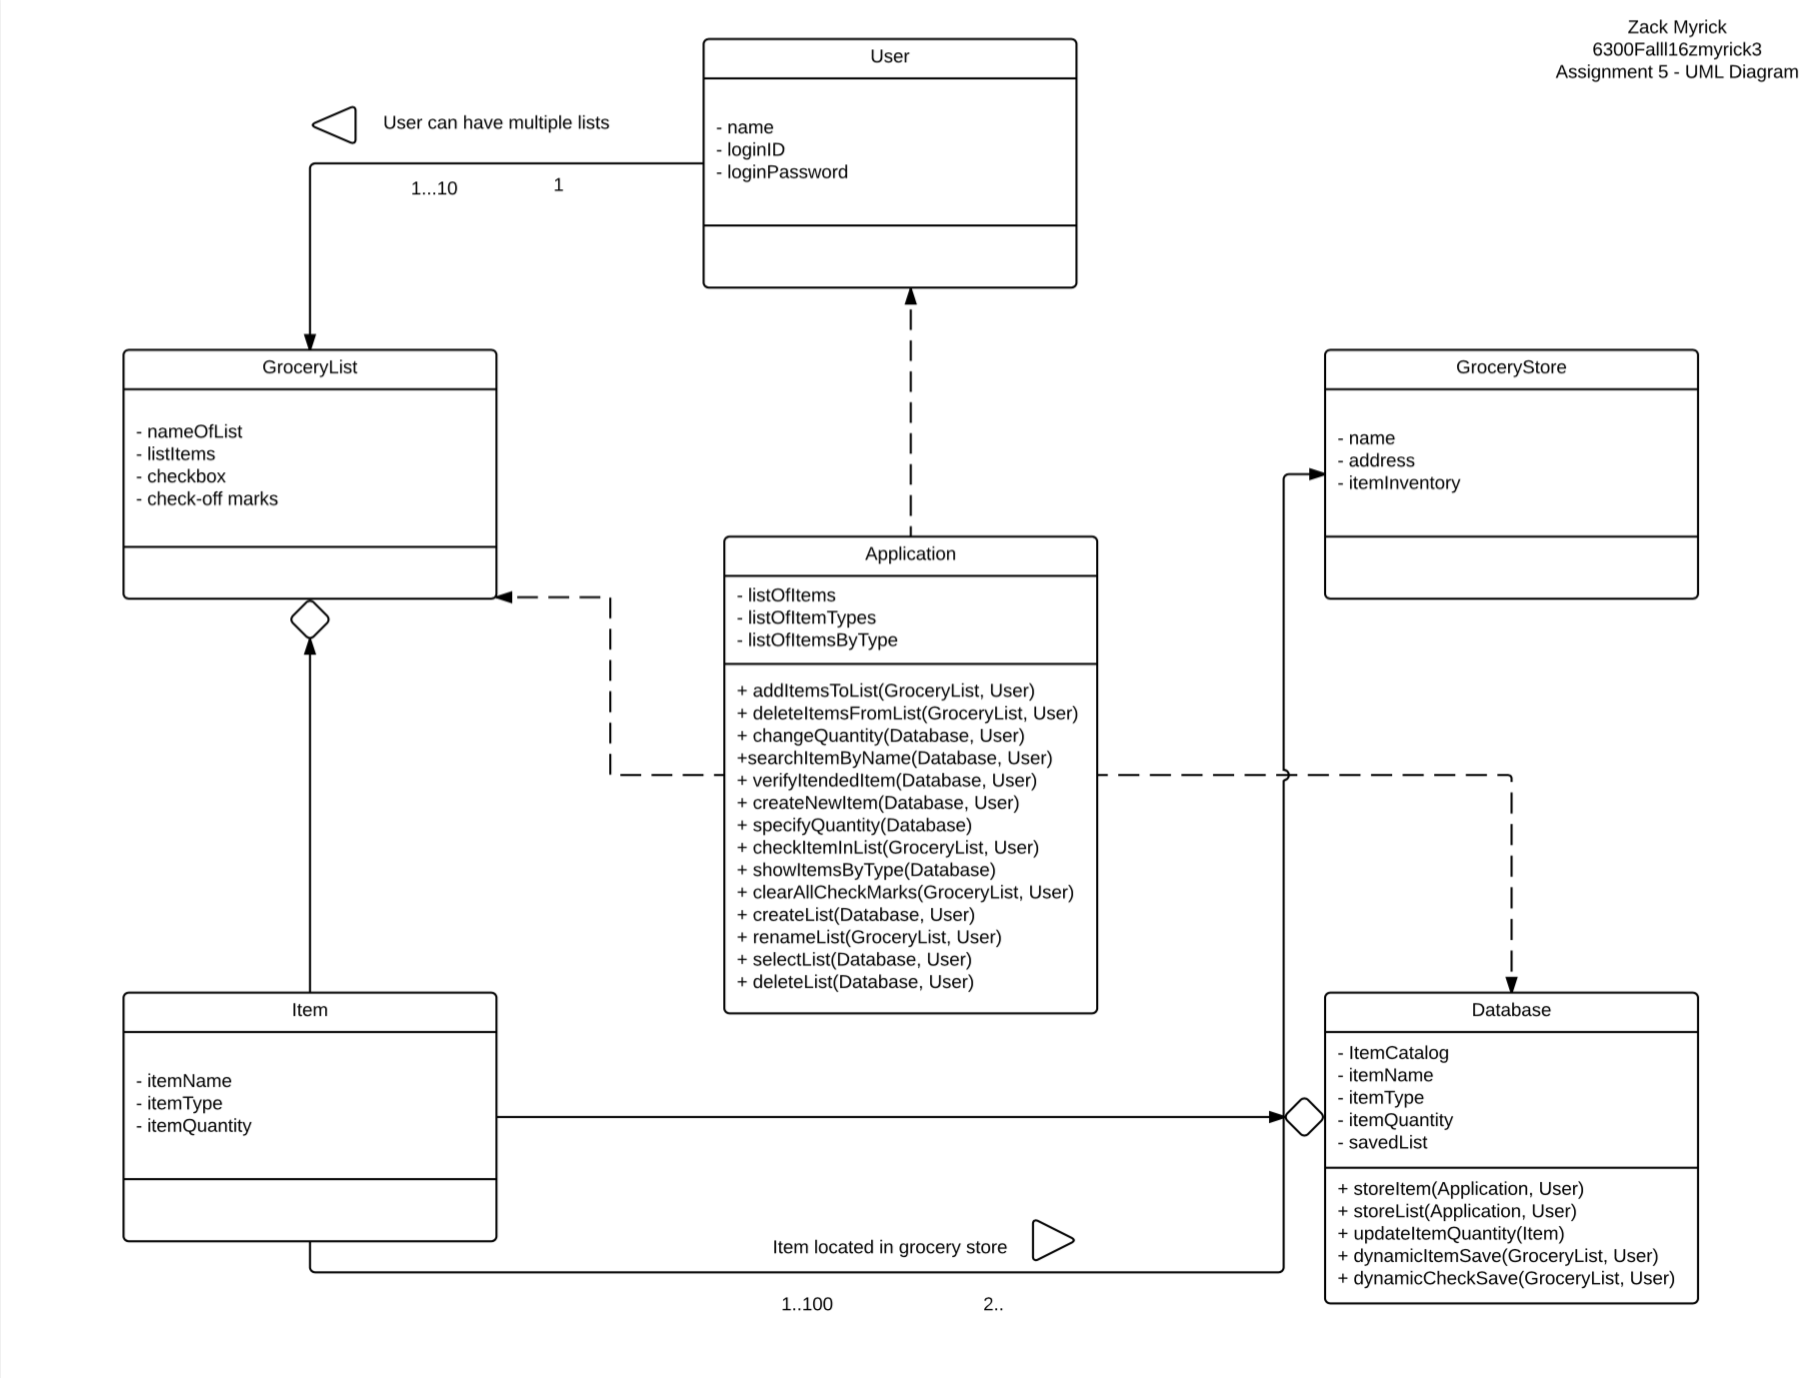 Zack Myrick
6300Falll16zmyrick3
Assignment 5 - UML Diagram
User
- name
- loginID
- loginPassword
User can have multiple lists
1...10
1
GroceryList
- nameOfList
- listItems
- checkbox
- check-off marks
GroceryStore
- name
- address
- itemInventory
Application
- listOfItems
- listOfItemTypes
- listOfItemsByType
+ addItemsToList(GroceryList, User)
+ deleteItemsFromList(GroceryList, User)
+ changeQuantity(Database, User)
+searchItemByName(Database, User)
+ verifyItendedItem(Database, User)
+ createNewItem(Database, User)
+ specifyQuantity(Database)
+ checkItemInList(GroceryList, User)
+ showItemsByType(Database)
+ clearAllCheckMarks(GroceryList, User)
+ createList(Database, User)
+ renameList(GroceryList, User)
+ selectList(Database, User)
+ deleteList(Database, User)
Item
- itemName
- itemType
- itemQuantity
Database
- ItemCatalog
- itemName
- itemType
- itemQuantity
- savedList
+ storeItem(Application, User)
+ storeList(Application, User)
+ updateItemQuantity(Item)
+ dynamicItemSave(GroceryList, User)
+ dynamicCheckSave(GroceryList, User)
Item located in grocery store
1..100
2..